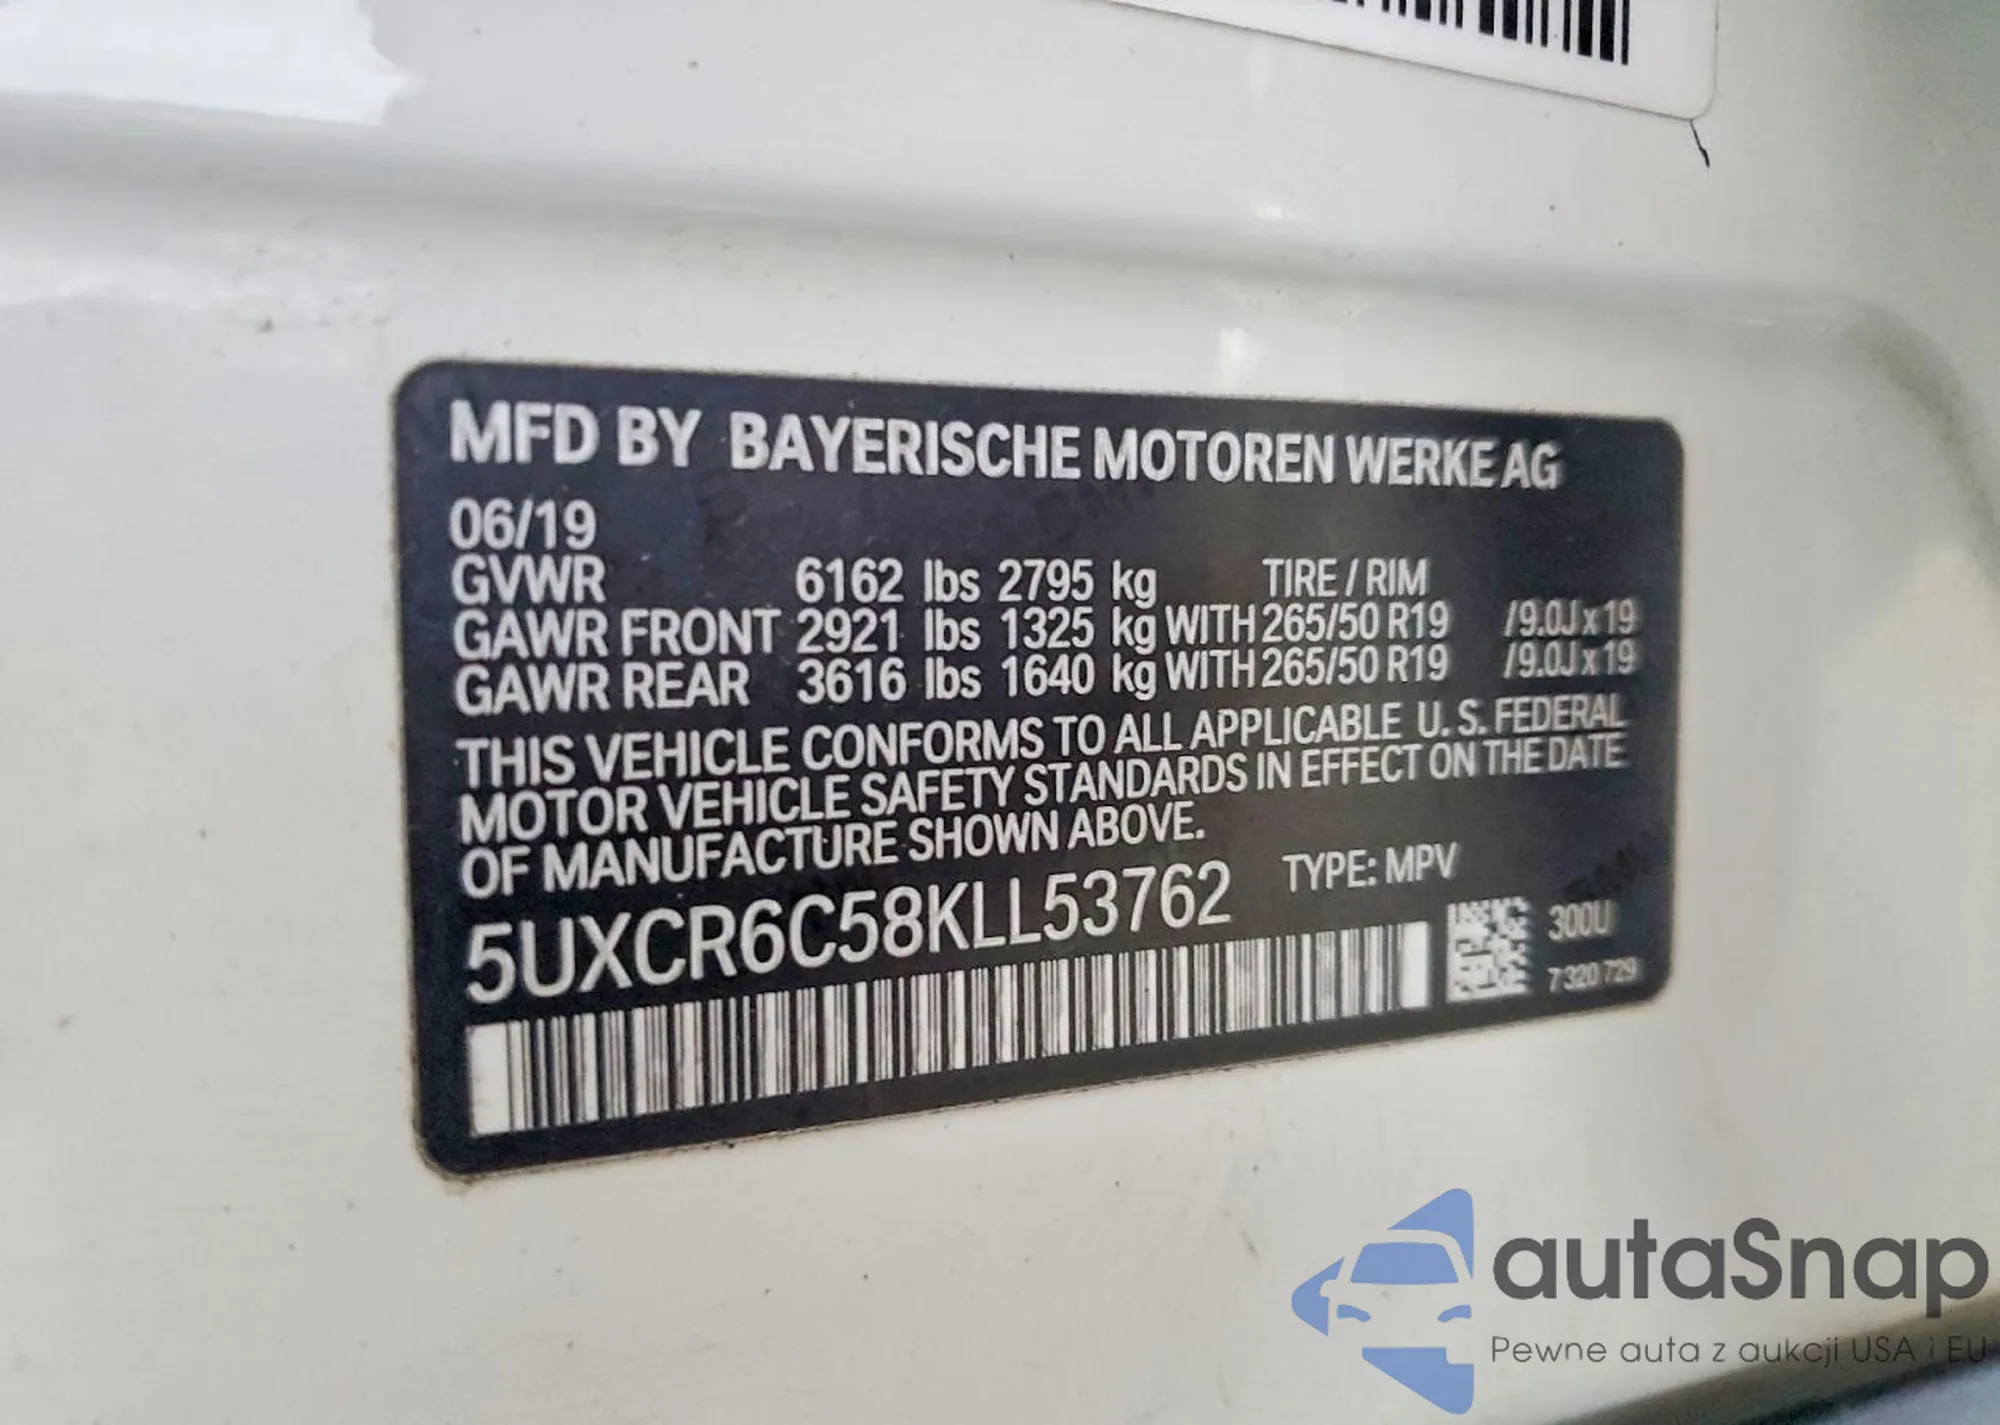 MFD BY BAYERISCHE MOTOREN WERKE AG
06/19
GVWR 6162 lbs 2795 kg TIRE / RIM
GAWR FRONT 2921 lbs 1325 kg WITH 265/50 R19 /9.0J x 19
GAWR REAR 3616 lbs 1640 kg WITH 265/50 R19 /9.0J x 19
THIS VEHICLE CONFORMS TO ALL APPLICABLE U. S. FEDERAL
MOTOR VEHICLE SAFETY STANDARDS IN EFFECT ON THE DATE
OF MANUFACTURE SHOWN ABOVE.
5UXCR6C58KLL53762 TYPE: MPV
300U
7 320 729
autaSnap
Pewne auta z aukcji USA i EU